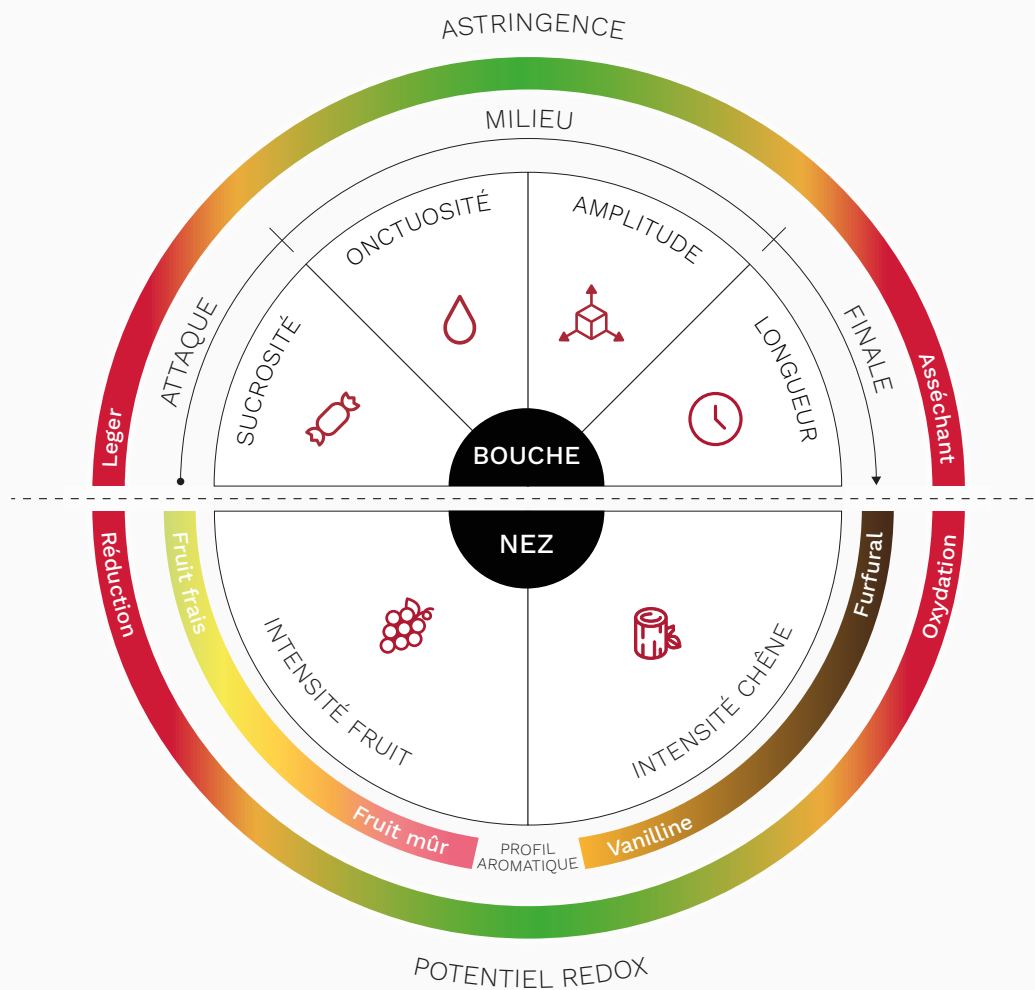 ASTRINGENCE
MILIEU
ONCTUOSITÉ
AMPLITUDE
ATTAQUE
FINALE
SUCROSITÉ
LONGUEUR
Leger
Asséchant
BOUCHE
NEZ
Réduction
Fruit frais
Furfural
Oxydation
INTENSITÉ FRUIT
INTENSITÉ CHÊNE
Fruit mûr
Vanilline
PROFIL
AROMATIQUE
POTENTIEL REDOX